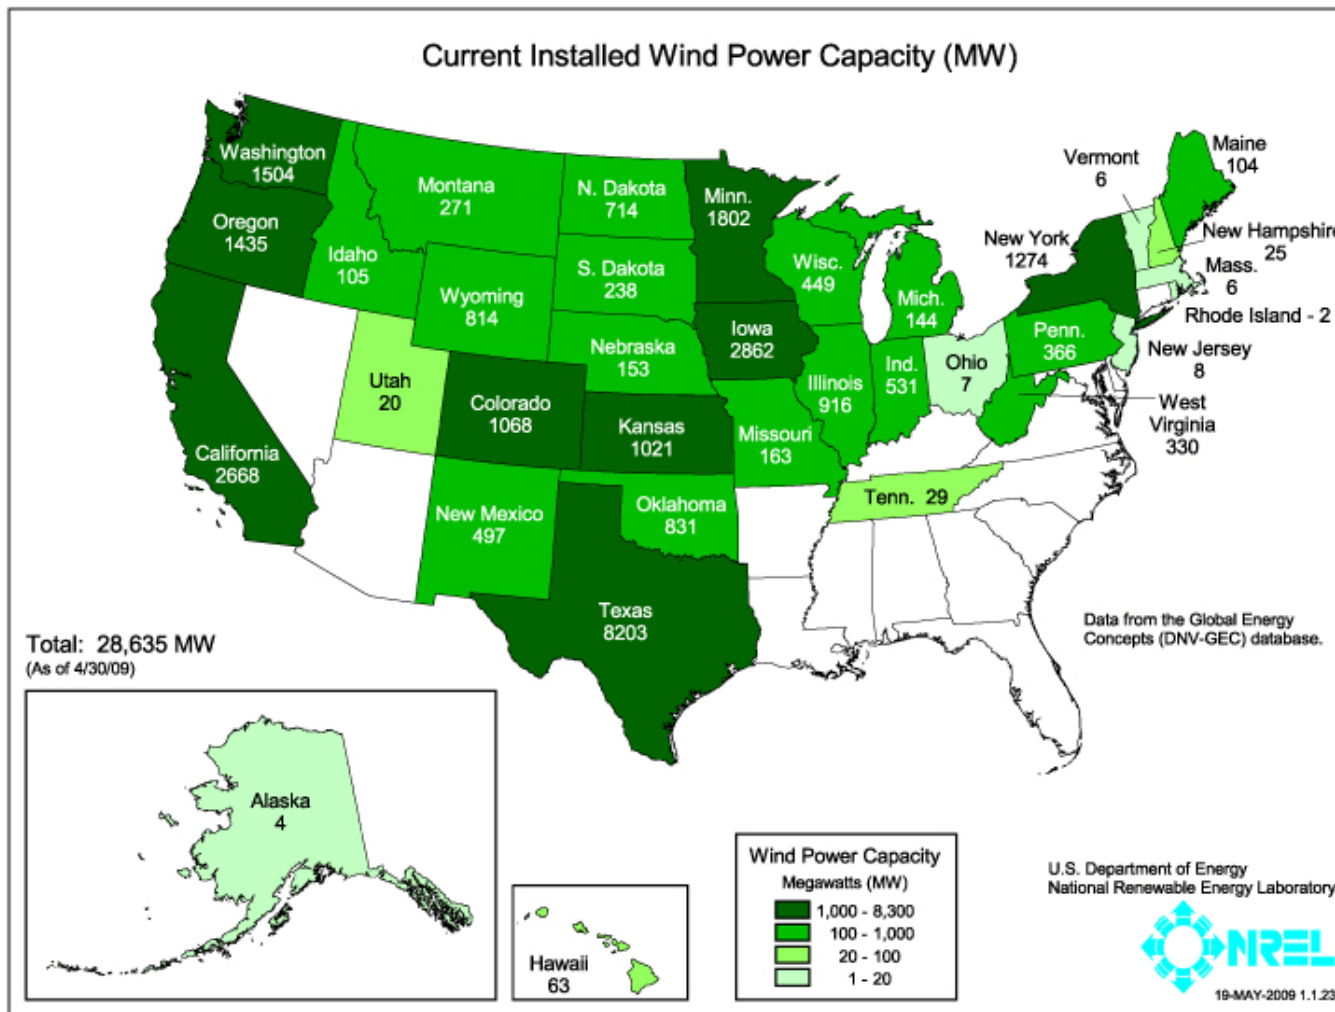 Current Installed Wind Power Capacity (MW)
Washington
1504
Oregon
1435
California
2668
Idaho
105
Montana
271
Wyoming
814
Utah
20
Colorado
1068
New Mexico
497
N. Dakota
714
S. Dakota
238
Nebraska
153
Kansas
1021
Oklahoma
831
Texas
8203
Minn.
1802
Iowa
2862
Missouri
163
Wisc.
449
Illinois
916
Mich.
144
Ind.
531
Ohio
7
Tenn. 29
Penn.
366
New York
1274
Vermont
6
Maine
104
New Hampshire
25
Mass.
6
Rhode Island - 2
New Jersey
8
West
Virginia
330
Data from the Global Energy
Concepts (DNV-GEC) database.
Total: 28,635 MW
(As of 4/30/09)
Alaska
4
Hawaii
63
Wind Power Capacity
Megawatts (MW)
1,000 - 8,300
100 - 1,000
20 - 100
1 - 20
U.S. Department of Energy
National Renewable Energy Laboratory
NREL
19-MAY-2009 1.1.23